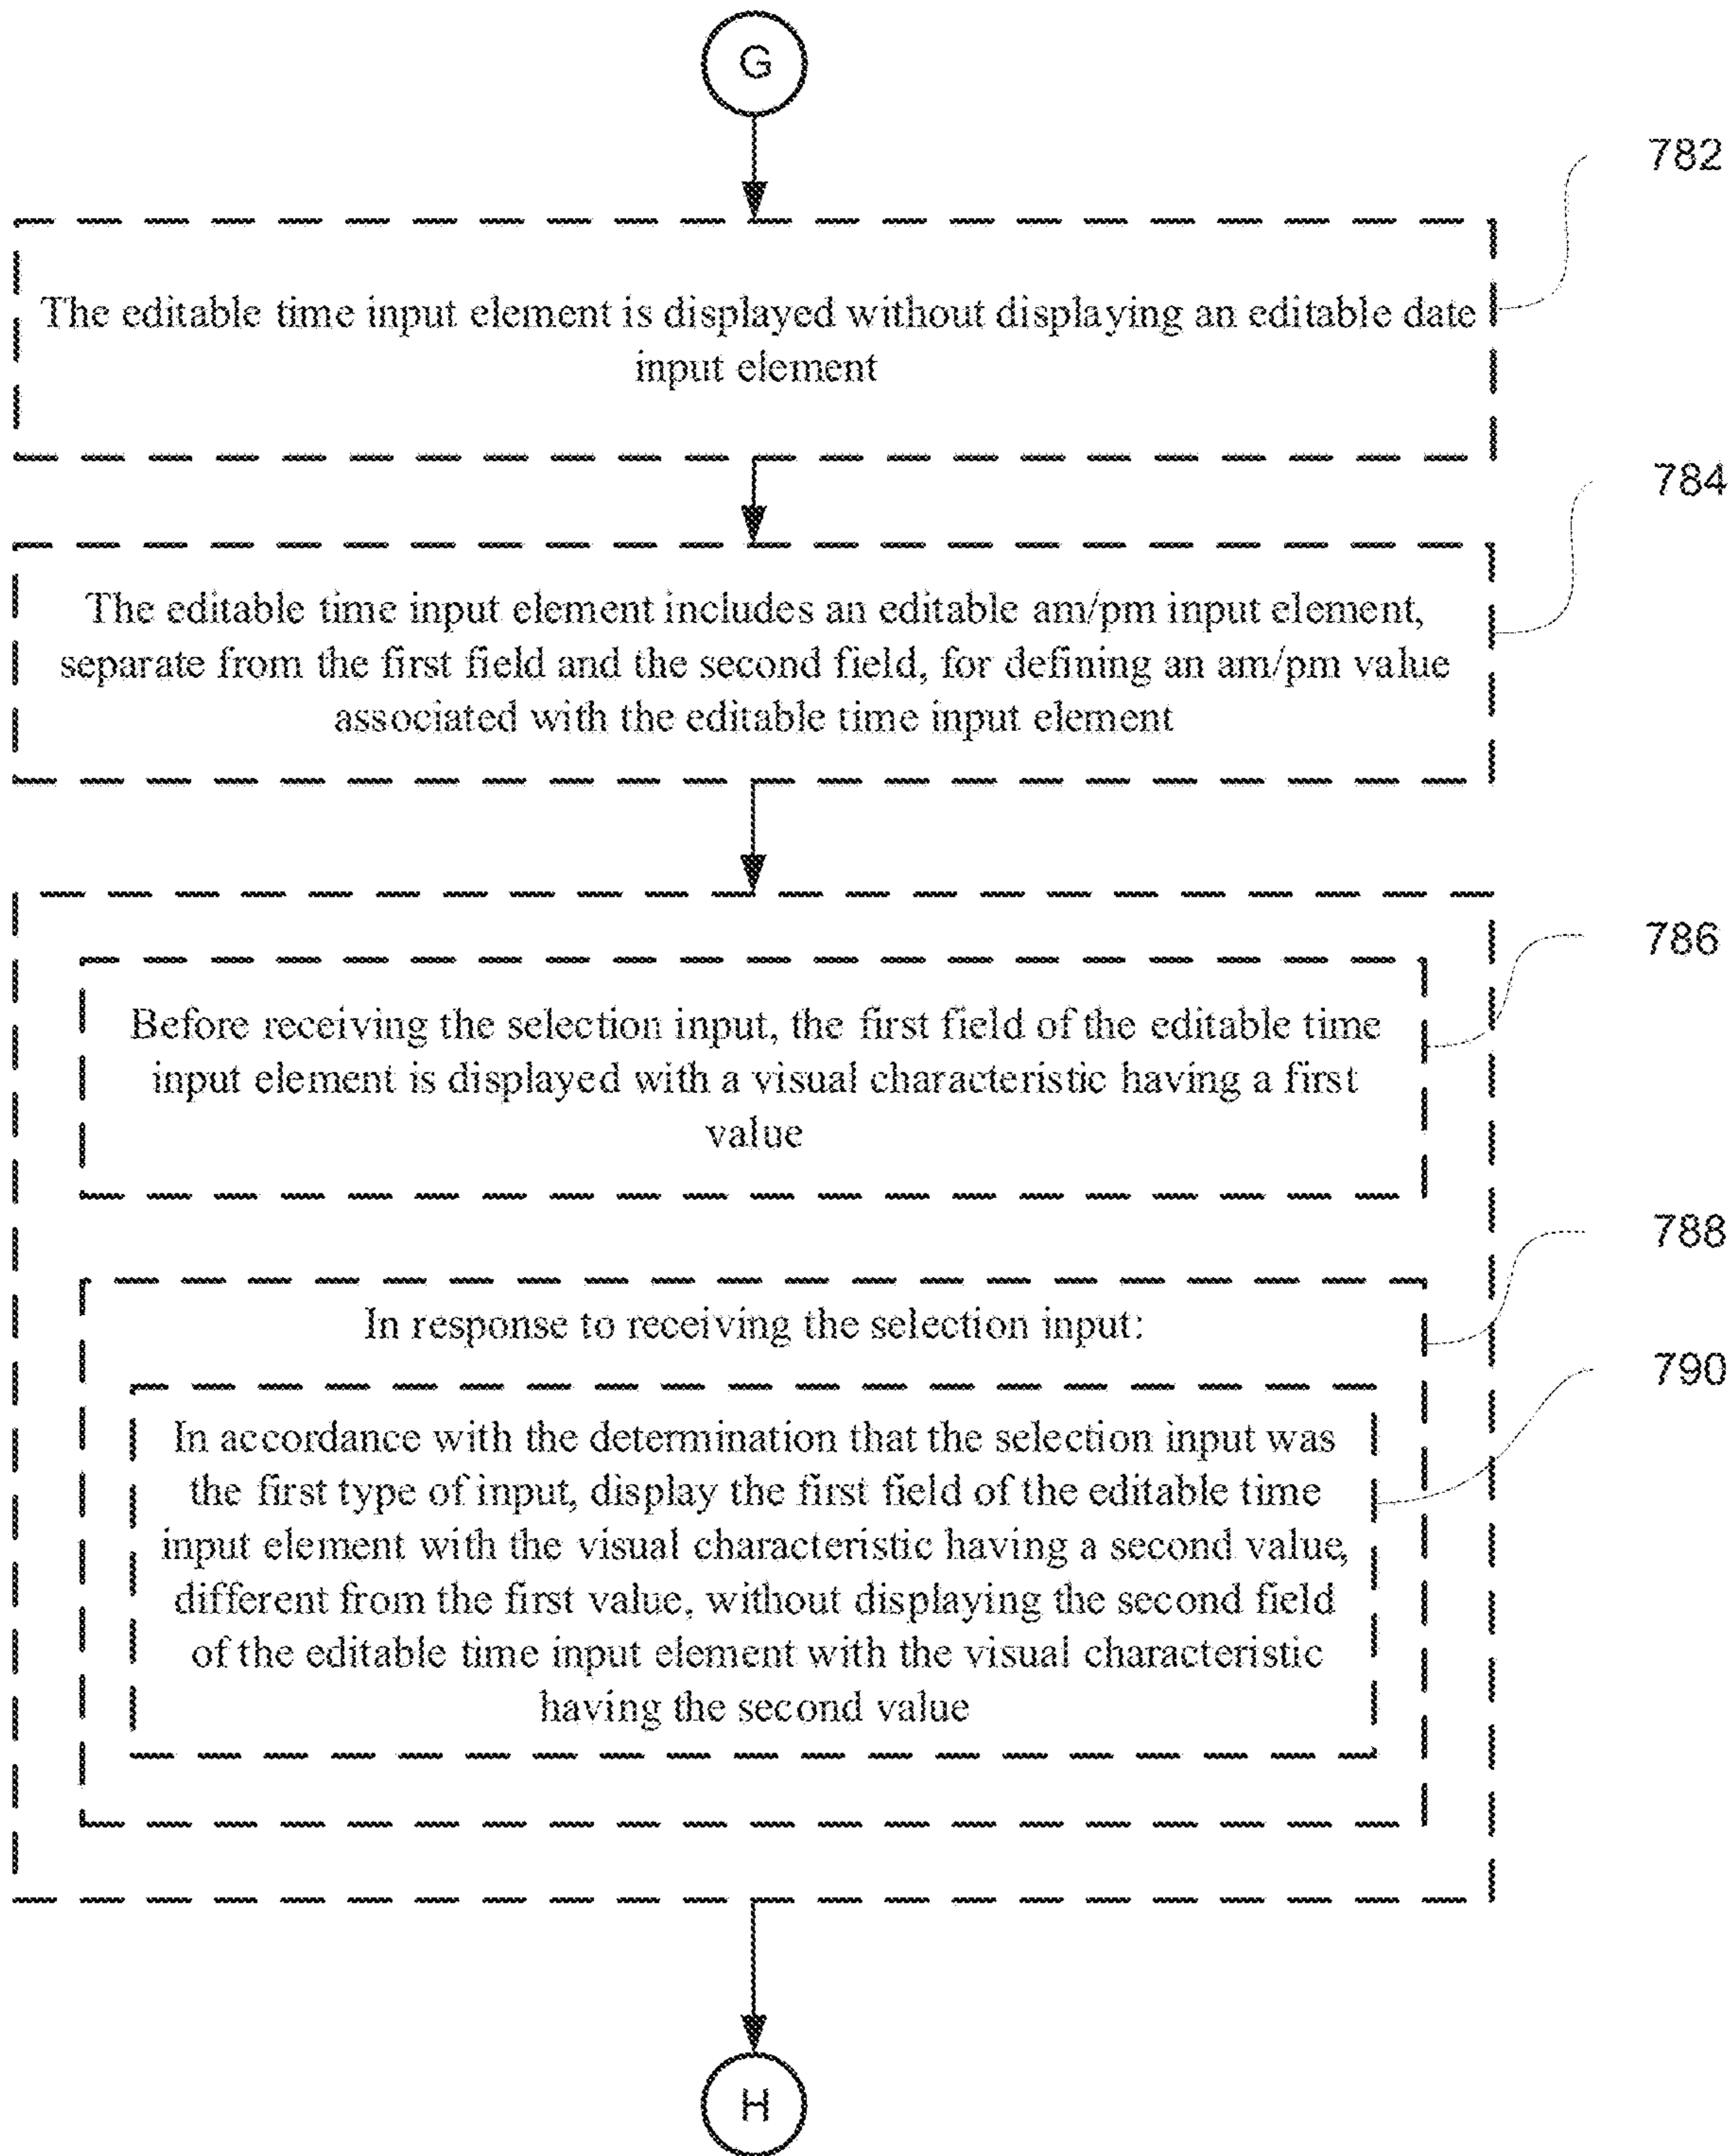 G
782
The editable time input element is displayed without displaying an editable date
input element
784
The editable time input element includes an editable am/pm input element,
separate from the first field and the second field, for defining an am/pm value
associated with the editable time input element
786
Before receiving the selection input, the first field of the editable time
input element is displayed with a visual characteristic having a first
value
788
In response to receiving the selection input:
790
In accordance with the determination that the selection input was
the first type of input, display the first field of the editable time
input element with the visual characteristic having a second value,
different from the first value, without displaying the second field
of the editable time input element with the visual characteristic
having the second value
H